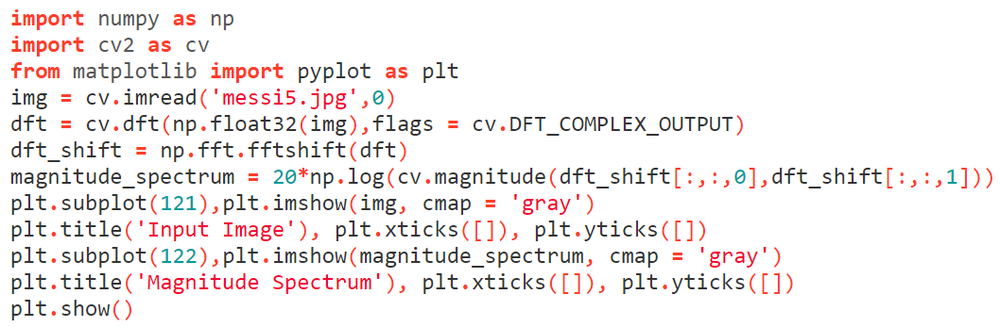 import numpy as np
import cv2 as cv
from matplotlib import pyplot as plt
img = cv.imread('messi5.jpg',0)
dft = cv.dft(np.float32(img),flags = cv.DFT_COMPLEX_OUTPUT)
dft_shift = np.fft.fftshift(dft)
magnitude_spectrum = 20*np.log(cv.magnitude(dft_shift[:,:,0],dft_shift[:,:,1]))
plt.subplot(121),plt.imshow(img, cmap = 'gray')
plt.title('Input Image'), plt.xticks([]), plt.yticks([])
plt.subplot(122),plt.imshow(magnitude_spectrum, cmap = 'gray')
plt.title('Magnitude Spectrum'), plt.xticks([]), plt.yticks([])
plt.show()